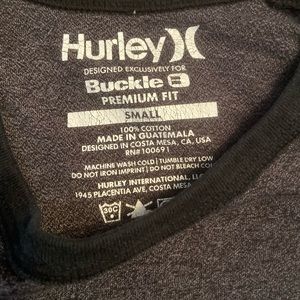 Hurley
DESIGNED EXCLUSIVELY FOR
Buckle B
PREMIUM FIT
SMALL
100% COTTON
MADE IN GUATEMALA
DESIGNED IN COSTA MESA, CA, USA
RN#100691
MACHINE WASH COLD | TUMBLE DRY LOW
DO NOT IRON IMPRINT | DO NOT BLEACH
HURLEY INTERNATIONAL,
1945 PLACENTIA AVE, COSTA MESA
30C